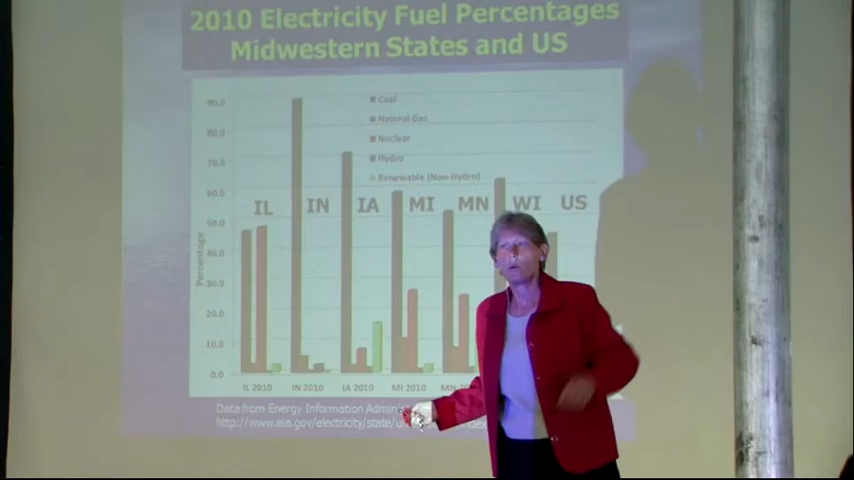 2010 Electricity Fuel Percentages
Midwestern States and US
90.0
80.0
70.0
60.0
50.0
40.0
30.0
20.0
10.0
0.0
Percentage
Coal
Natural Gas
Nuclear
Hydro
Renewable (Non-Hydro)
IL IN IA MI MN WI US
IL 2010 IN 2010 IA 2010 MI 2010 MN
Data from Energy Information
http://www.eia.gov/electricity/state/